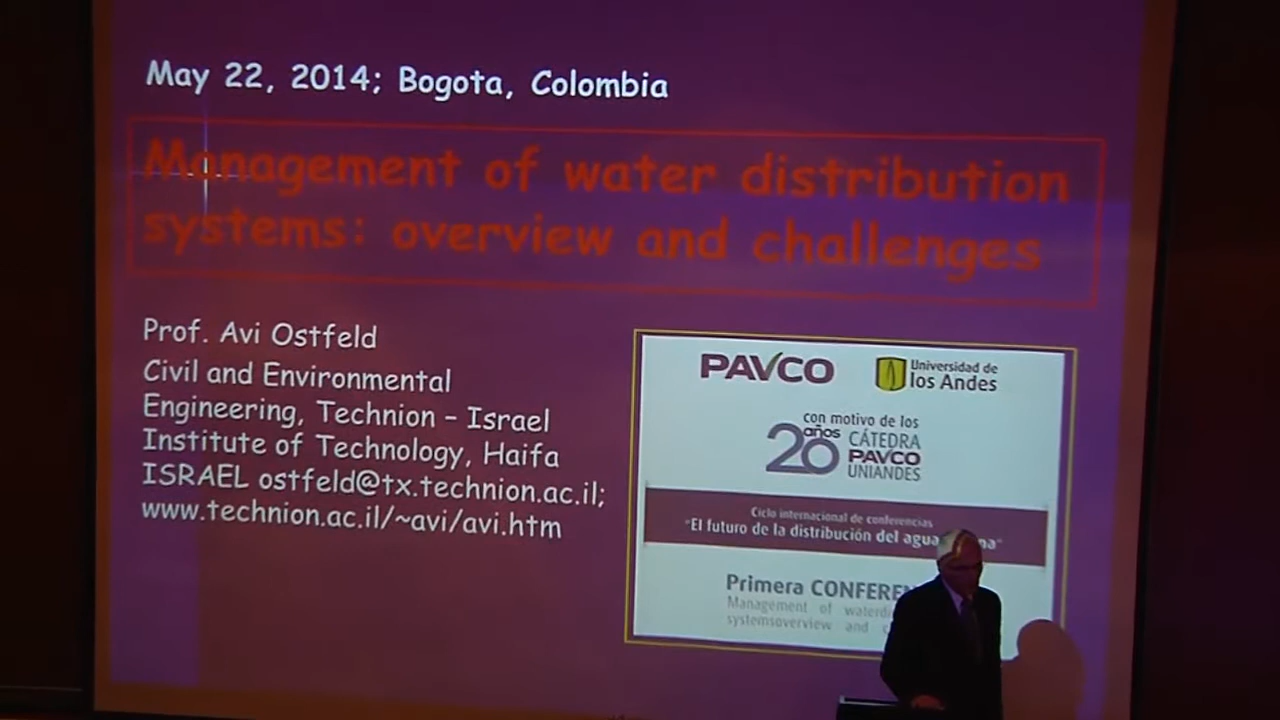 May 22, 2014; Bogota, Colombia
Management of water distribution
systems: overview and challenges
Prof. Avi Ostfeld
Civil and Environmental
Engineering, Technion – Israel
Institute of Technology, Haifa
ISRAEL ostfeld@tx.technion.ac.il;
www.technion.ac.il/~avi/avi.htm
PAVCO
Universidad de
los Andes
con motivo de los
20 años CÁTEDRA
PAVCO
UNIANDES
Ciclo internacional de conferencias
"El futuro de la distribución del agua
Primera
Management of
systemsoverview and